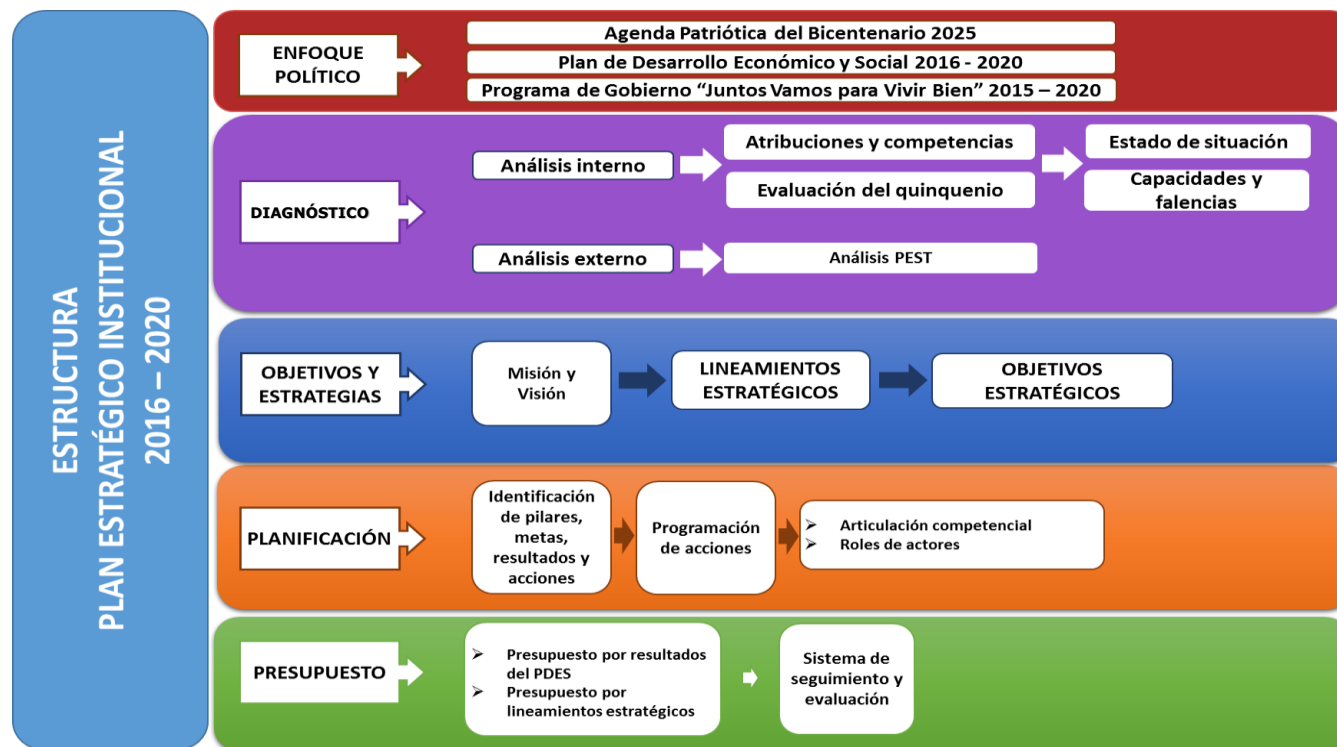 ESTRUCTURA
PLAN ESTRATÉGICO INSTITUCIONAL
2016 – 2020
ENFOQUE
POLÍTICO
Agenda Patriótica del Bicentenario 2025
Plan de Desarrollo Económico y Social 2016 - 2020
Programa de Gobierno “Juntos Vamos para Vivir Bien” 2015 – 2020
DIAGNÓSTICO
Análisis interno
Atribuciones y competencias
Evaluación del quinquenio
Estado de situación
Capacidades y
falencias
Análisis externo
Análisis PEST
OBJETIVOS Y
ESTRATEGIAS
Misión y
Visión
LINEAMIENTOS
ESTRATÉGICOS
OBJETIVOS
ESTRATÉGICOS
PLANIFICACIÓN
Identificación
de pilares,
metas,
resultados y
acciones
Programación
de acciones
➢ Articulación competencial
➢ Roles de actores
PRESUPUESTO
➢ Presupuesto por resultados
del PDES
➢ Presupuesto por
lineamientos estratégicos
Sistema de
seguimiento y
evaluación